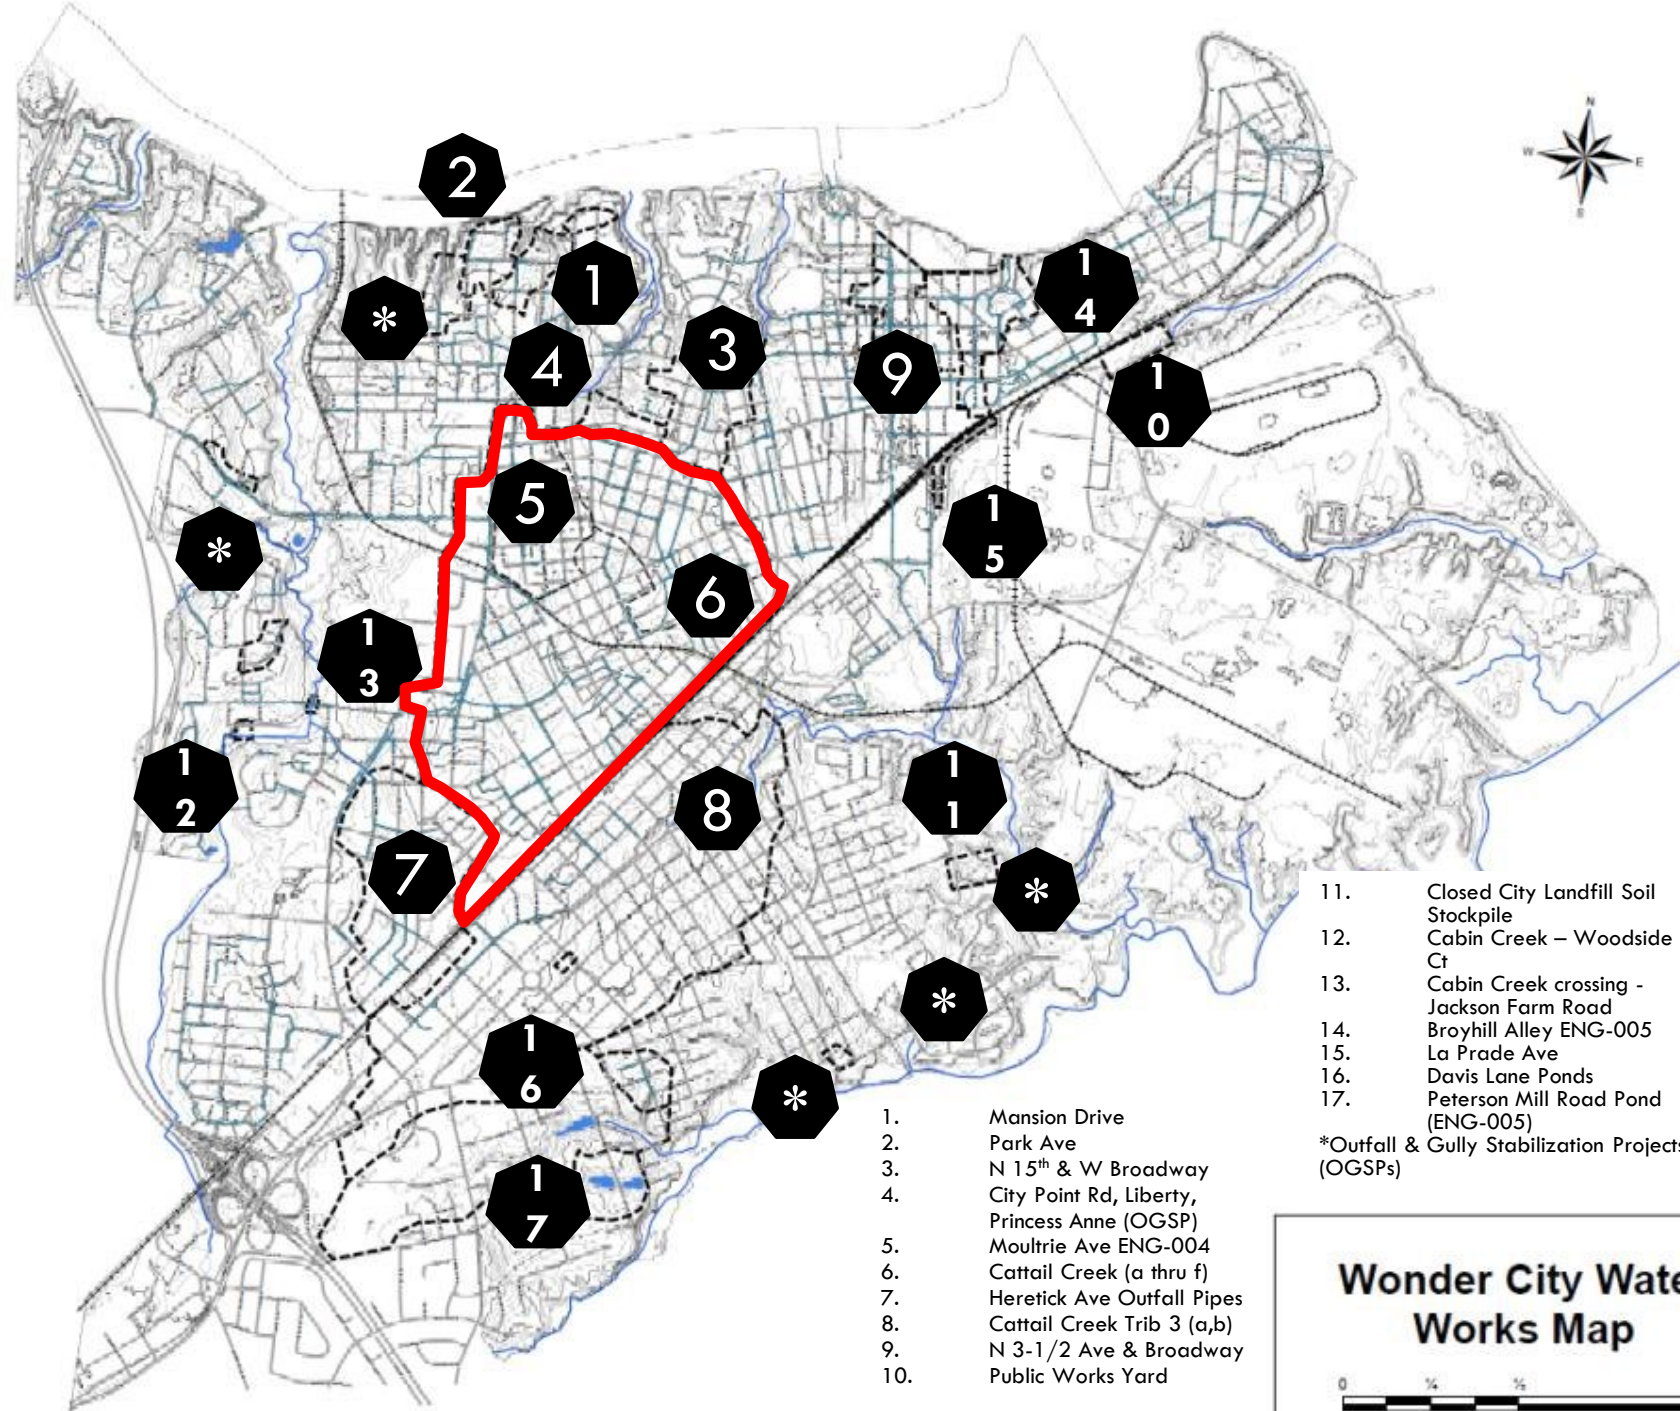 N
W
E
S
2
1
*
4
3
9
1
4
1
0
5
1
5
*
6
1
3
1
2
8
1
1
7
*
*
1
6
*
1
7
1. Mansion Drive
2. Park Ave
3. N 15th & W Broadway
4. City Point Rd, Liberty,
Princess Anne (OGSP)
5. Moultrie Ave ENG-004
6. Cattail Creek (a thru f)
7. Heretick Ave Outfall Pipes
8. Cattail Creek Trib 3 (a,b)
9. N 3-1/2 Ave & Broadway
10. Public Works Yard
11. Closed City Landfill Soil
Stockpile
12. Cabin Creek – Woodside
Ct
13. Cabin Creek crossing -
Jackson Farm Road
14. Broyhill Alley ENG-005
15. La Prade Ave
16. Davis Lane Ponds
17. Peterson Mill Road Pond
(ENG-005)
*Outfall & Gully Stabilization Projects
(OGSPs)
Wonder City Wate
Works Map
0 ¼ ½